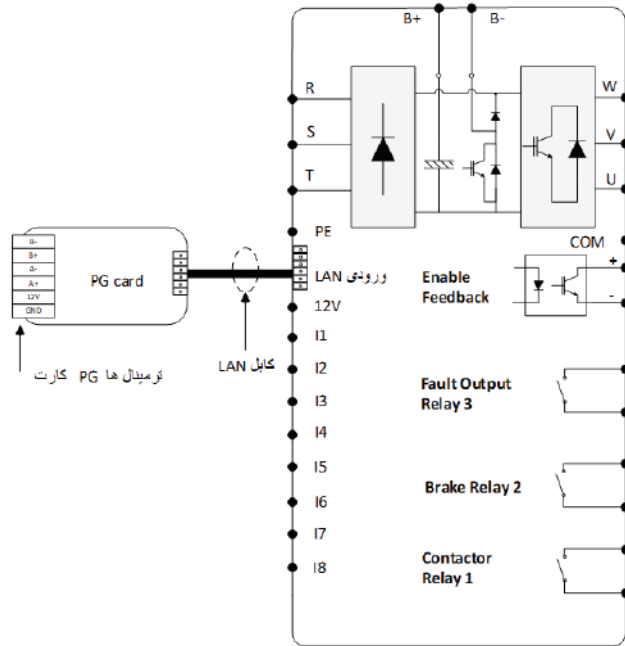 B+ B-
R
S
T
W
V
U
PE
COM
ورودی LAN
12V
I1
I2
I3
I4
I5
I6
I7
I8
Enable
Feedback
+
-
Fault Output
Relay 3
Brake Relay 2
Contactor
Relay 1
B-
B+
A-
A+
12V
GND
PG card
کابل LAN
ترمینال ها PG کارت